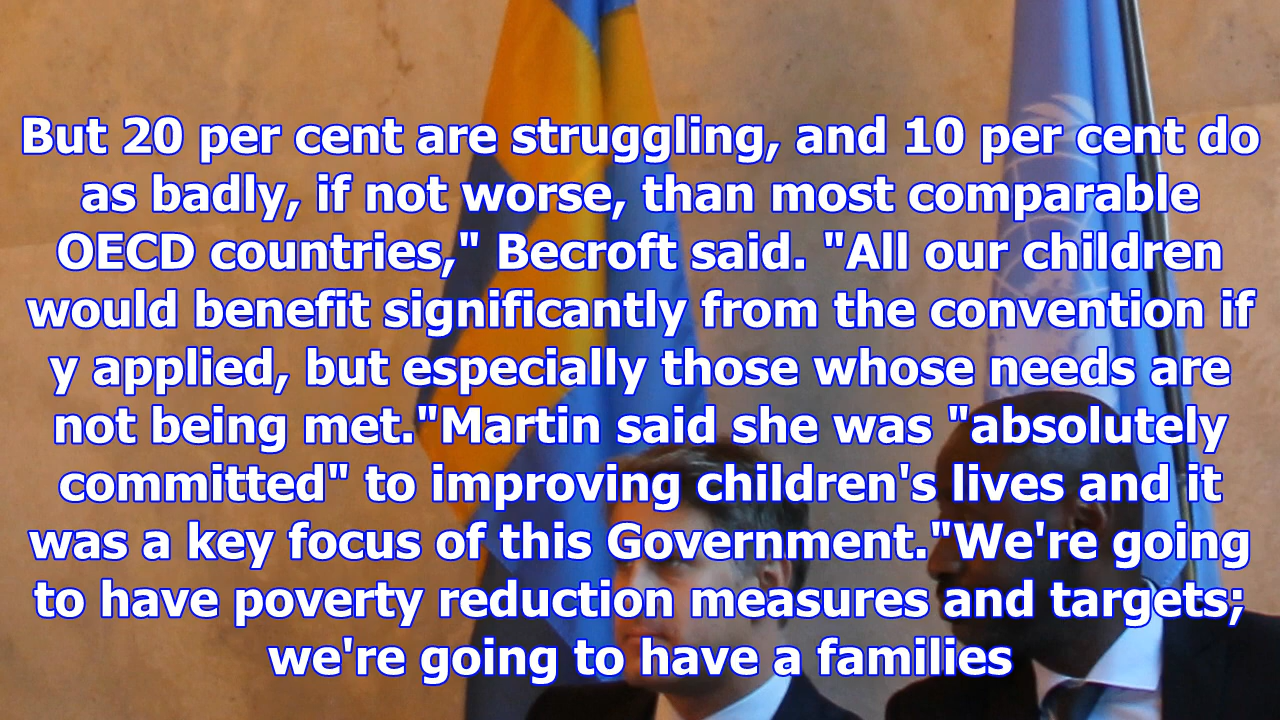 But 20 per cent are struggling, and 10 per cent do
as badly, if not worse, than most comparable
OECD countries," Becroft said. "All our children
would benefit significantly from the convention if
y applied, but especially those whose needs are
not being met."Martin said she was "absolutely
committed" to improving children's lives and it
was a key focus of this Government."We're going
to have poverty reduction measures and targets;
we're going to have a families